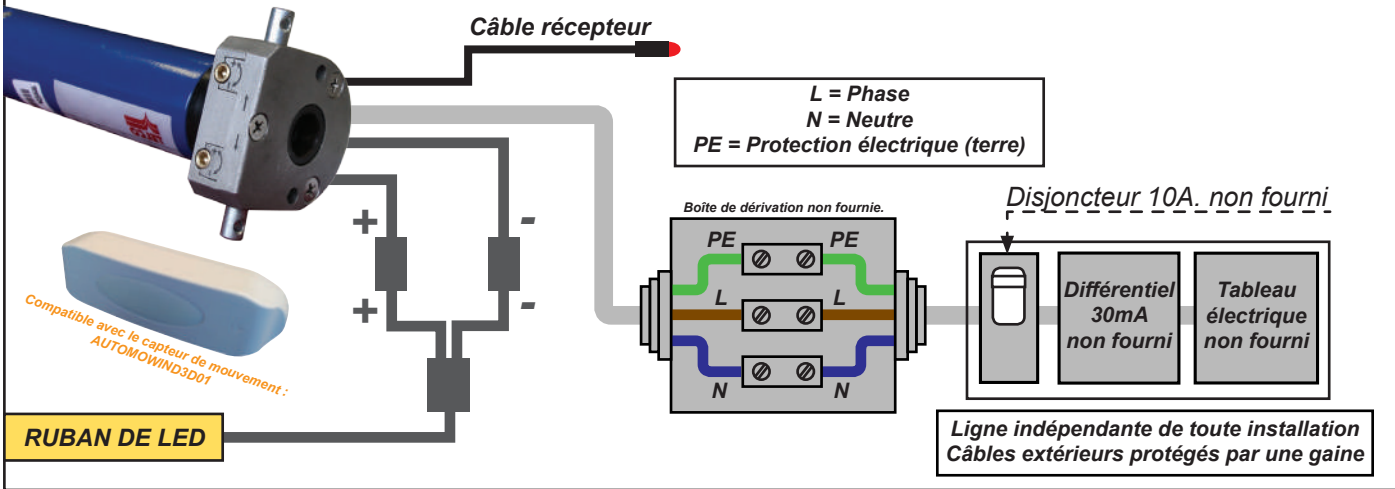 Câble récepteur
L = Phase
N = Neutre
PE = Protection électrique (terre)
Disjoncteur 10A. non fourni
Boîte de dérivation non fournie.
PE
PE
L
L
N
N
+
-
+
-
Différentiel
30mA
non fourni
Tableau
électrique
non fourni
Compatible avec le capteur de mouvement :
AUTOMOWIND3D01
RUBAN DE LED
Ligne indépendante de toute installation
Câbles extérieurs protégés par une gaine